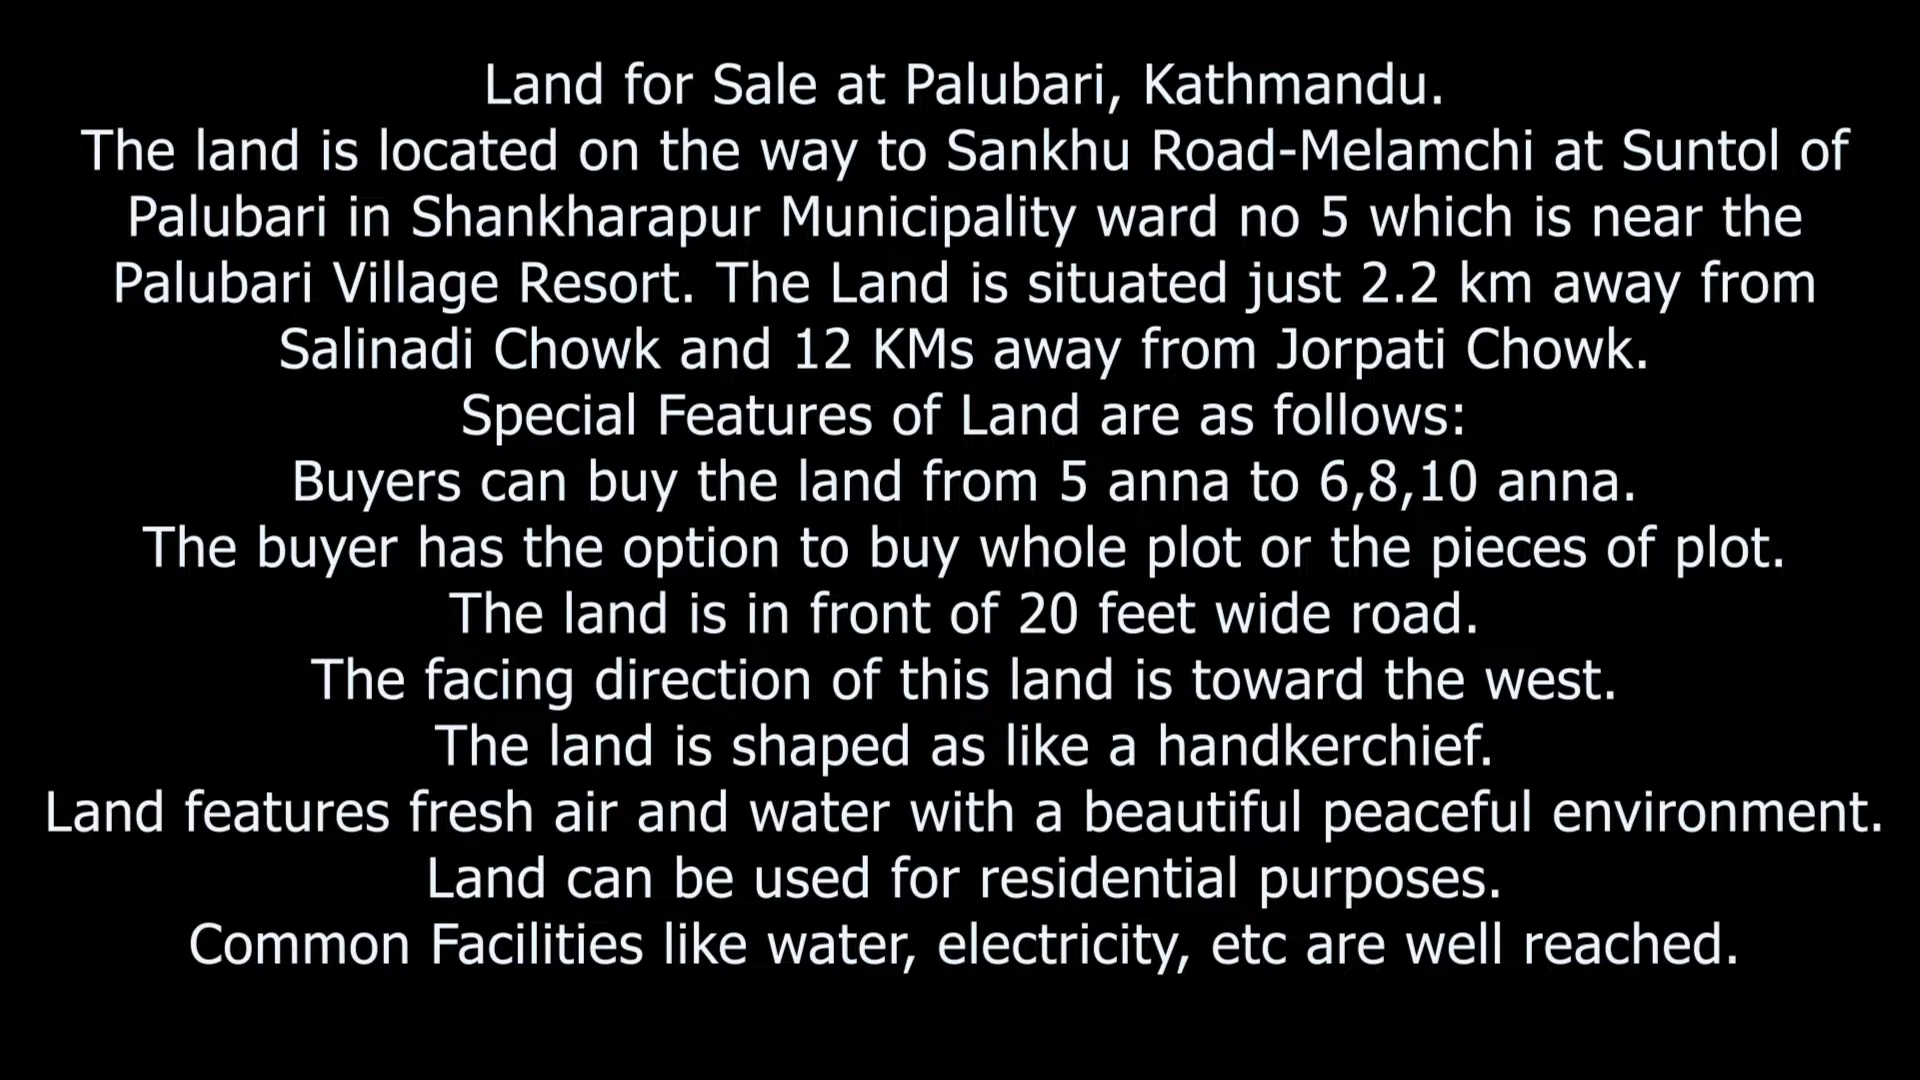 Land for Sale at Palubari, Kathmandu.
The land is located on the way to Sankhu Road-Melamchi at Suntol of
Palubari in Shankharapur Municipality ward no 5 which is near the
Palubari Village Resort. The Land is situated just 2.2 km away from
Salinadi Chowk and 12 KMs away from Jorpati Chowk.
Special Features of Land are as follows:
Buyers can buy the land from 5 anna to 6,8,10 anna.
The buyer has the option to buy whole plot or the pieces of plot.
The land is in front of 20 feet wide road.
The facing direction of this land is toward the west.
The land is shaped as like a handkerchief.
Land features fresh air and water with a beautiful peaceful environment.
Land can be used for residential purposes.
Common Facilities like water, electricity, etc are well reached.